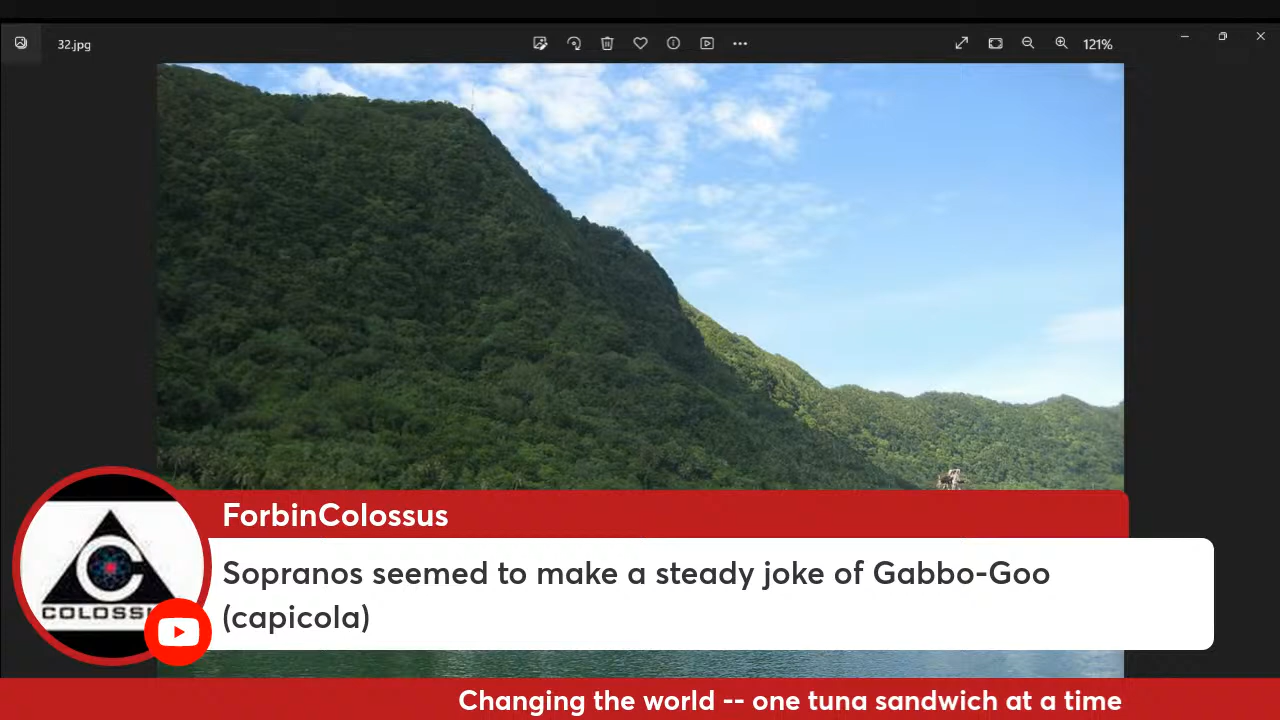 32.jpg
121%
ForbinColossus
Sopranos seemed to make a steady joke of Gabbo-Goo
(capicola)
C
COLOSS
Changing the world -- one tuna sandwich at a time